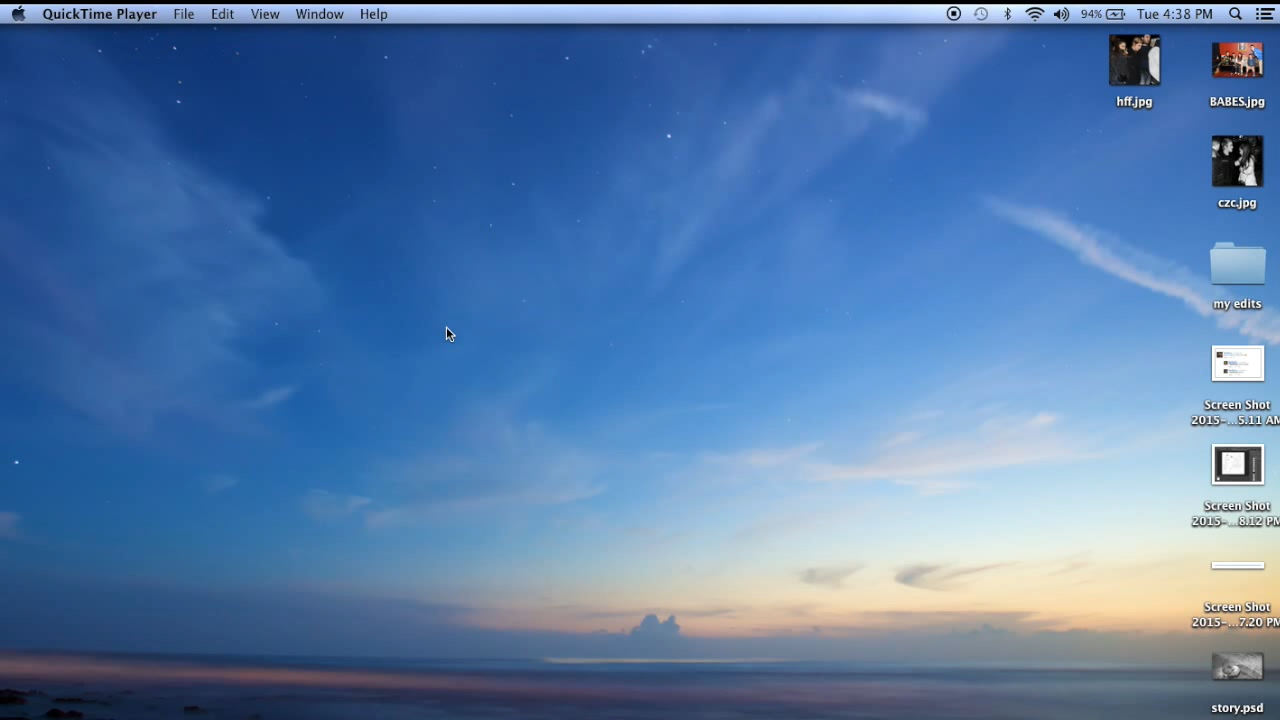 QuickTime Player File Edit View Window Help 94% Tue 4:38 PM
hff.jpg
BABES.jpg
czc.jpg
my edits
Screen Shot
2015-...5.11 AM
Screen Shot
2015-...8.12 PM
Screen Shot
2015-...7.20 PM
story.psd